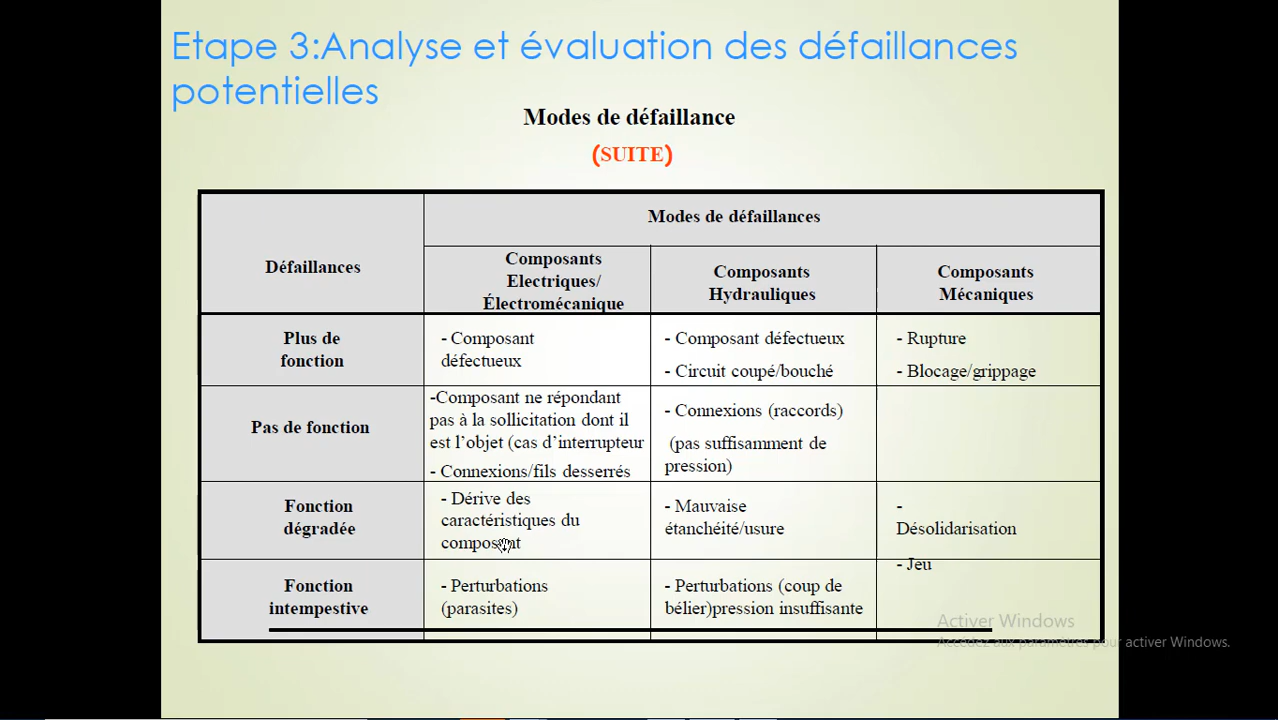 Etape 3:Analyse et évaluation des défaillances
potentielles
Modes de défaillance
(SUITE)
Défaillances
Modes de défaillances
Composants
Electriques/
Électromécanique
Composants
Hydrauliques
Composants
Mécaniques
Plus de
fonction
- Composant
défectueux
- Composant défectueux
- Circuit coupé/bouché
- Rupture
- Blocage/grippage
Pas de fonction
-Composant ne répondant
pas à la sollicitation dont il
est l’objet (cas d’interrupteur
- Connexions/fils desserrés
- Connexions (raccords)
(pas suffisamment de
pression)
Fonction
dégradée
- Dérive des
caractéristiques du
composant
- Mauvaise
étanchéité/usure
-
Désolidarisation
- Jeu
Fonction
intempestive
- Perturbations
(parasites)
- Perturbations (coup de
bélier)pression insuffisante
Activer Windows
Accédez aux paramètres pour activer Windows.